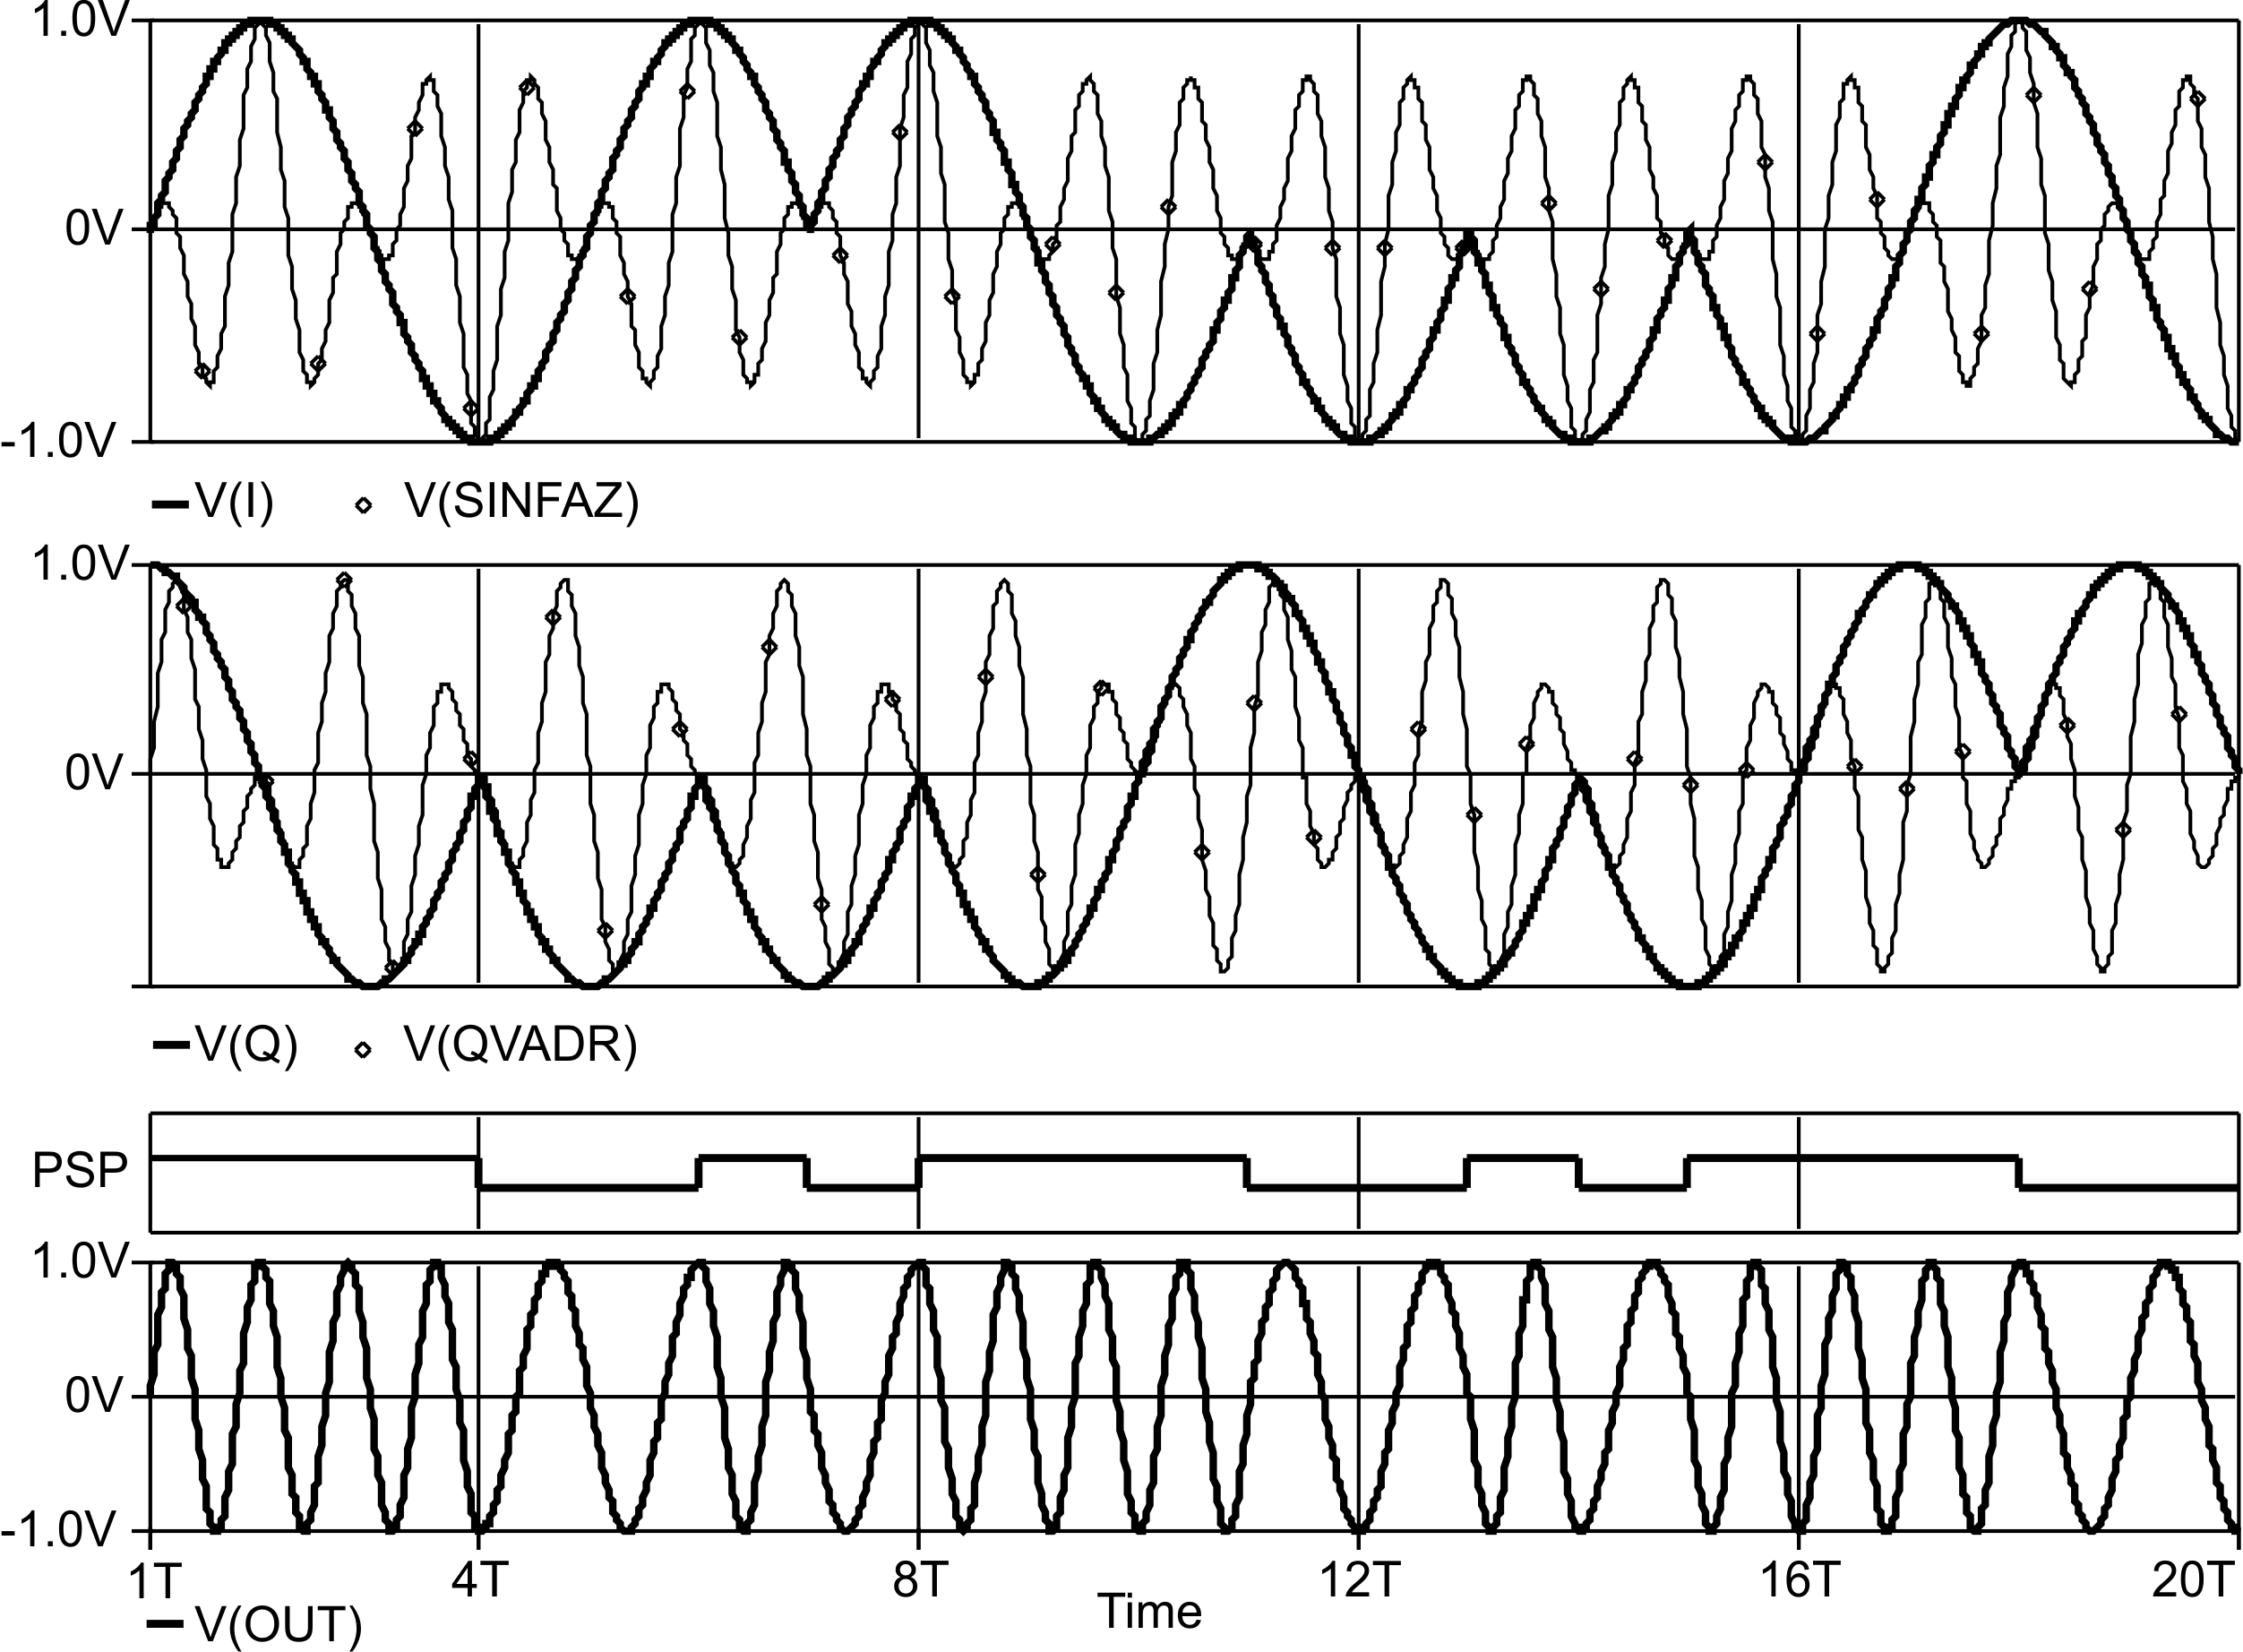 1.0V
0V
-1.0V
V(I) V(SINFAZ)
1.0V
0V
V(Q) V(QVADR)
PSP
1.0V
0V
-1.0V
1T 4T 8T 12T 16T 20T
Time
V(OUT)